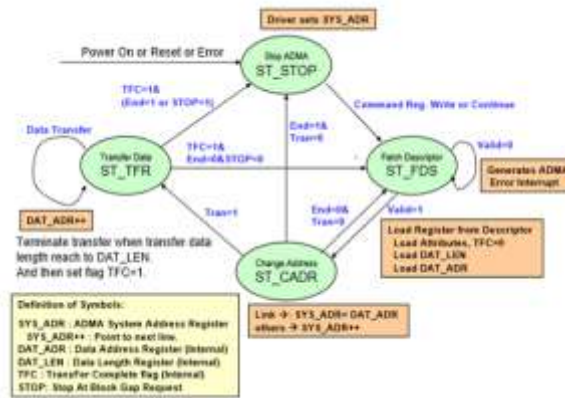 Driver sets SYS_ADR
Power On or Reset or Error
Stop ADMA
ST_STOP
TFC=1&
(End=1 or STOP=1)
Command Reg. Write or Continue
Data Transfer
End=1&
Tran=0
Transfer Data
ST_TFR
TFC=1&
End=0&STOP=0
Fetch Descriptor
ST_FDS
Valid=0
Generates ADMA
Error Interrupt
DAT_ADR++
Tran=1
End=0&
Tran=0
Valid=1
Terminate transfer when transfer data
length reach to DAT_LEN.
And then set flag TFC=1.
Load Register from Descriptor
Load Attributes, TFC=0
Load DAT_LEN
Load DAT_ADR
Change Address
ST_CADR
Definition of Symbols:
SYS_ADR : ADMA System Address Register
SYS_ADR++ : Point to next line.
DAT_ADR : Data Address Register (Internal)
DAT_LEN : Data Length Register (Internal)
TFC : Transfer Complete flag (Internal)
STOP: Stop At Block Gap Request
Link → SYS_ADR= DAT_ADR
others → SYS_ADR++